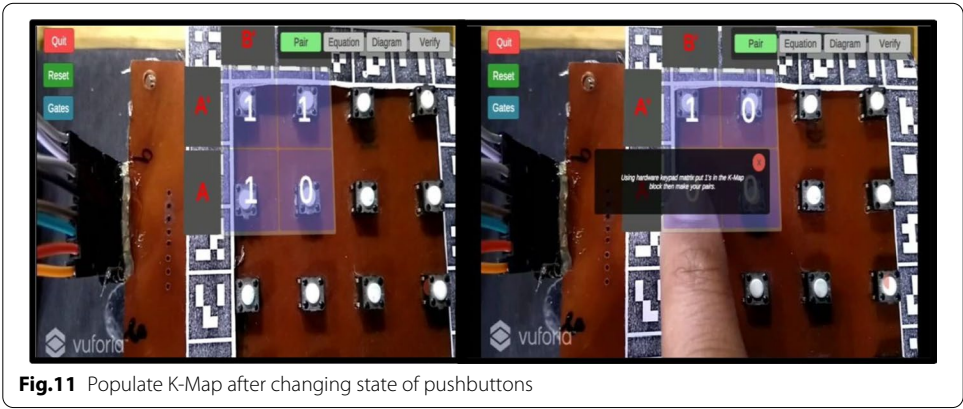 Quit
B'
Pair Equation Diagram Verify
Reset
Gates
A'
1 1
A
1 0
vuforia
Quit
B'
Pair Equation Diagram Verify
Reset
Gates
A'
1 0
Using hardware keypad matrix put 1's in the K-Map
block then make your pairs.
X
0
vuforia
Fig.11 Populate K-Map after changing state of pushbuttons